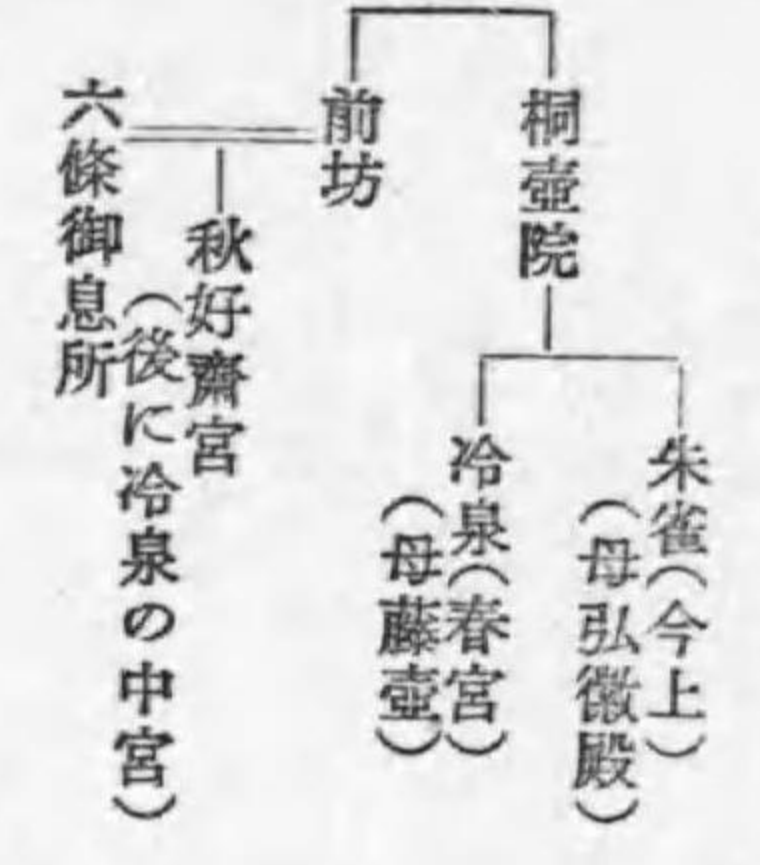 桐壺院
朱雀(今上)
(母弘徽殿)
冷泉(春宮)
(母藤壺)
前坊
秋好齋宮
(後に冷泉の中宮)
六條御息所